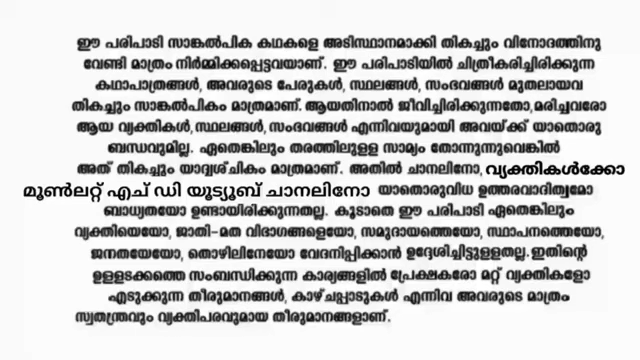 ഈ പരിപാടി സാങ്കൽപിക കഥകളെ അടിസ്ഥാനമാക്കി തികച്ചും വിനോദത്തിനു
വേണ്ടി മാത്രം നിർമ്മിക്കപ്പെട്ടവയാണ്. ഈ പരിപാടിയിൽ ചിത്രീകരിച്ചിരിക്കുന്ന
കഥാപാത്രങ്ങൾ, അവരുടെ പേരുകൾ, സ്ഥലങ്ങൾ, സംഭവങ്ങൾ മുതലായവ
തികച്ചും സാങ്കൽപികം മാത്രമാണ്. ആയതിനാൽ ജീവിച്ചിരിക്കുന്നതോ, മരിച്ചവരോ
ആയ വ്യക്തികൾ, സ്ഥലങ്ങൾ, സംഭവങ്ങൾ എന്നിവയുമായി അവയ്ക്ക് യാതൊരു
ബന്ധവുമില്ല. ഏതെങ്കിലും തരത്തിലുളള സാമ്യം തോന്നുന്നുവെങ്കിൽ
അത് തികച്ചും യാദൃശ്ചികം മാത്രമാണ്. അതിൽ ചാനലിനോ, വ്യക്തികൾക്കോ
മൂൺലറ്റ് എച് ഡി യൂട്യൂബ് ചാനലിനോ യാതൊരുവിധ ഉത്തരവാദിത്വമോ
ബാധ്യതയോ ഉണ്ടായിരിക്കുന്നതല്ല. കൂടാതെ ഈ പരിപാടി ഏതെങ്കിലും
വ്യക്തിയെയോ, ജാതി-മത വിഭാഗങ്ങളെയോ, സമുദായത്തെയോ, സ്ഥാപനത്തെയോ,
ജനതയേയോ, തൊഴിലിനേയോ വേദനിപ്പിക്കാൻ ഉദ്ദേശിച്ചിട്ടുളളതല്ല. ഇതിന്റെ
ഉളളടക്കത്തെ സംബന്ധിക്കുന്ന കാര്യങ്ങളിൽ പ്രേക്ഷകരോ മറ്റ് വ്യക്തികളോ
എടുക്കുന്ന തീരുമാനങ്ങൾ, കാഴ്ചപ്പാടുകൾ എന്നിവ അവരുടെ മാത്രം
സ്വതന്ത്രവും വ്യക്തിപരവുമായ തീരുമാനങ്ങളാണ്.